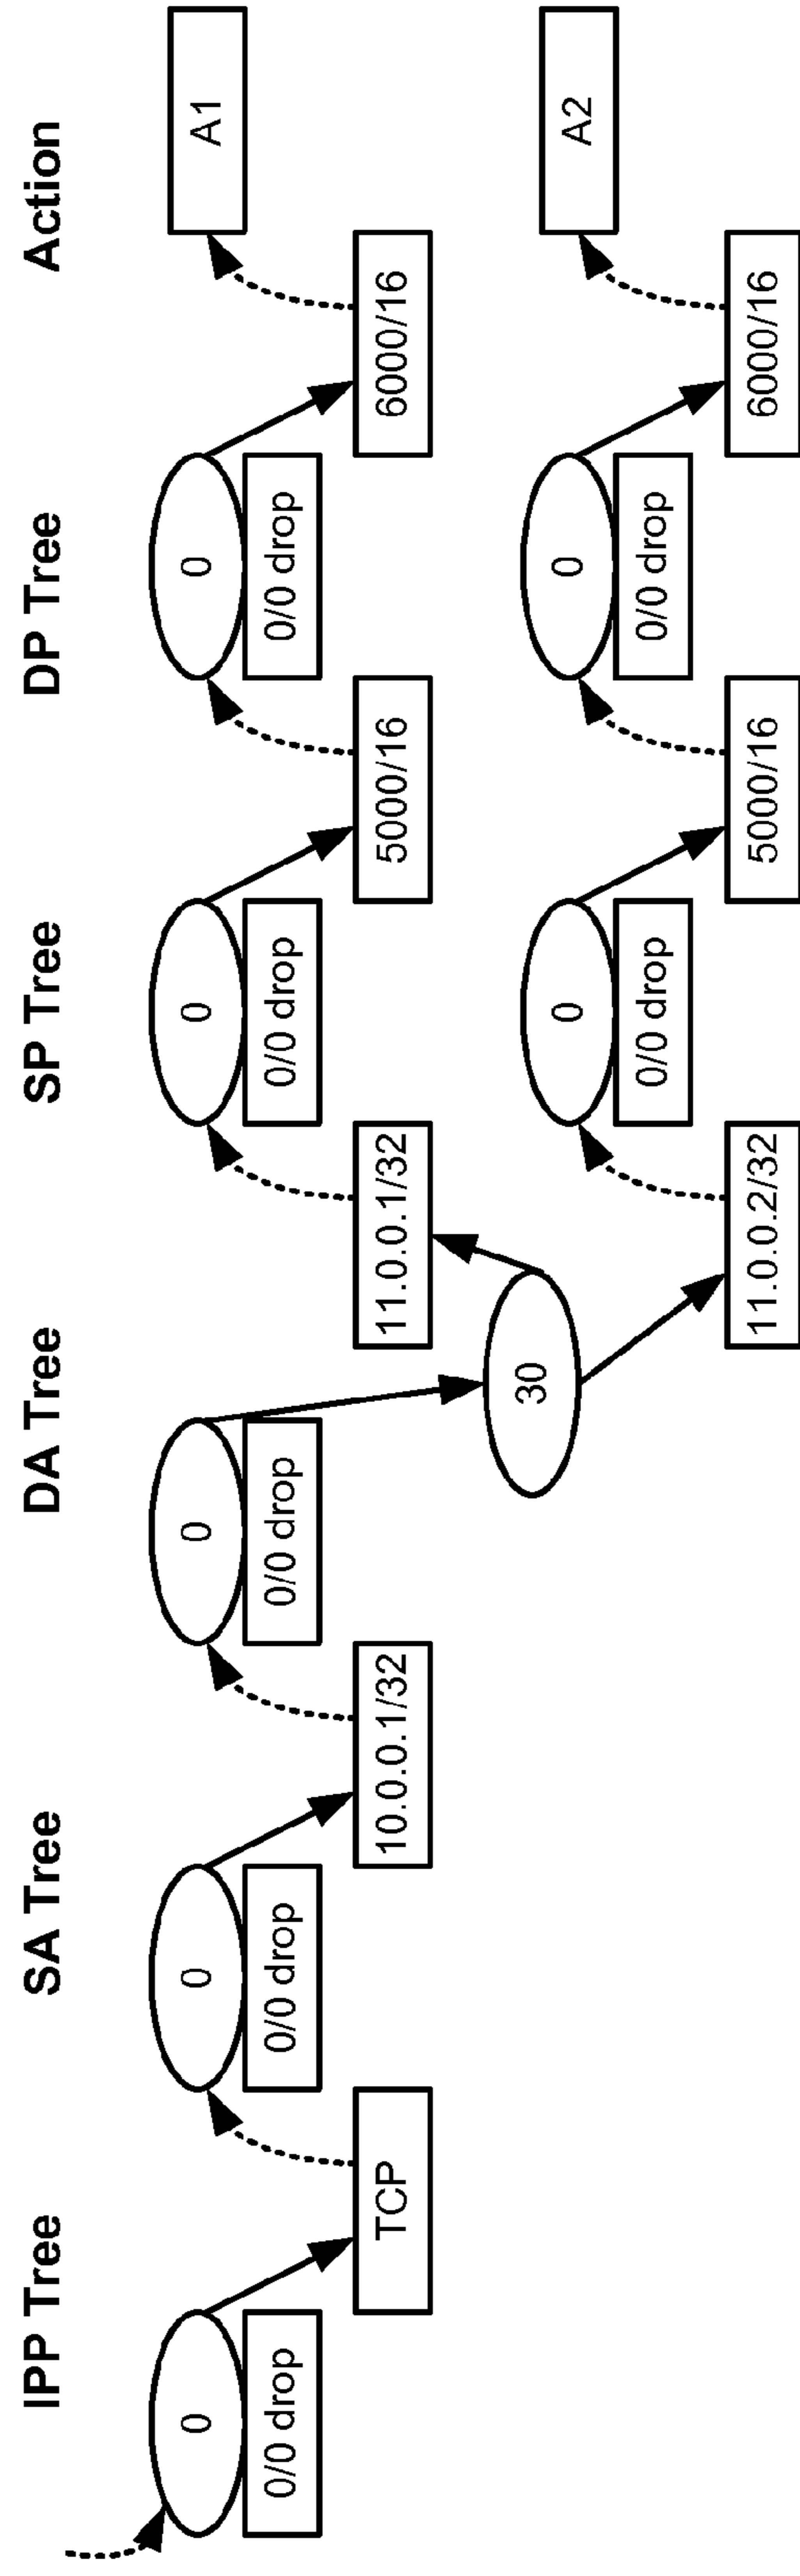 IPP Tree
SA Tree
DA Tree
SP Tree
DP Tree
Action
0
0
0
0
0
A1
0/0 drop
0/0 drop
0/0 drop
0/0 drop
0/0 drop
TCP
10.0.0.1/32
11.0.0.1/32
5000/16
6000/16
30
0
0
A2
0/0 drop
0/0 drop
11.0.0.2/32
5000/16
6000/16